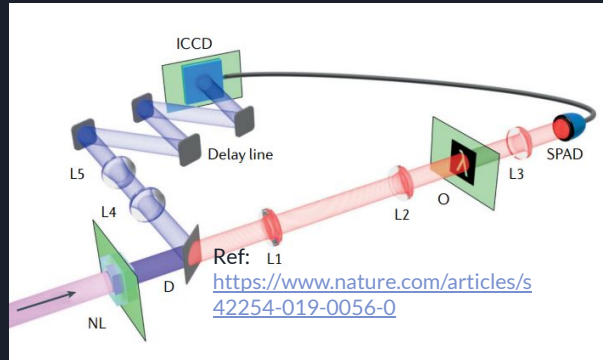 ICCD
Delay line
L5
L4
SPAD
L3
O
L2
L1
D
NL
λ
Ref:
https://www.nature.com/articles/s
42254-019-0056-0